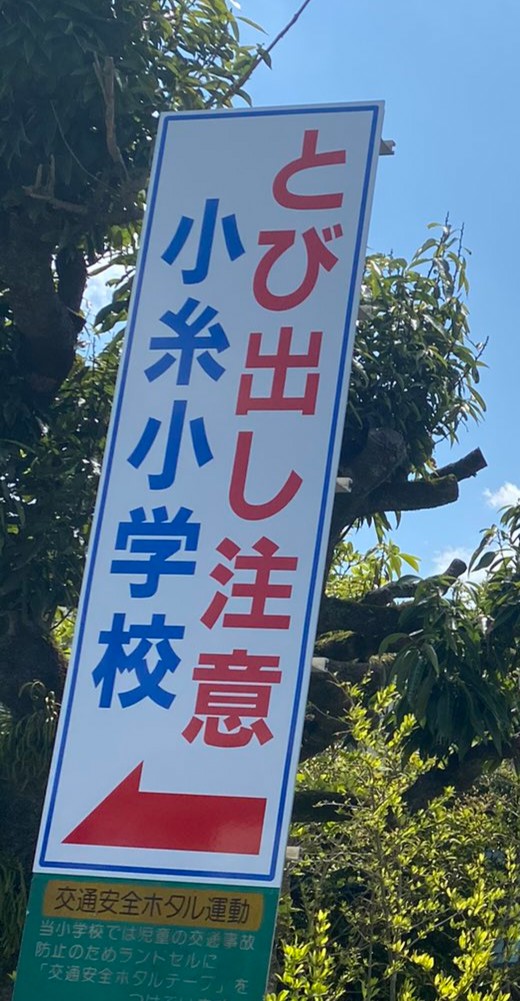 とび出し注意
小糸小学校
交通安全ホタル運動
当小学校では児童の交通事故
防止のためランドセルに
「交通安全ホタルテープ」を